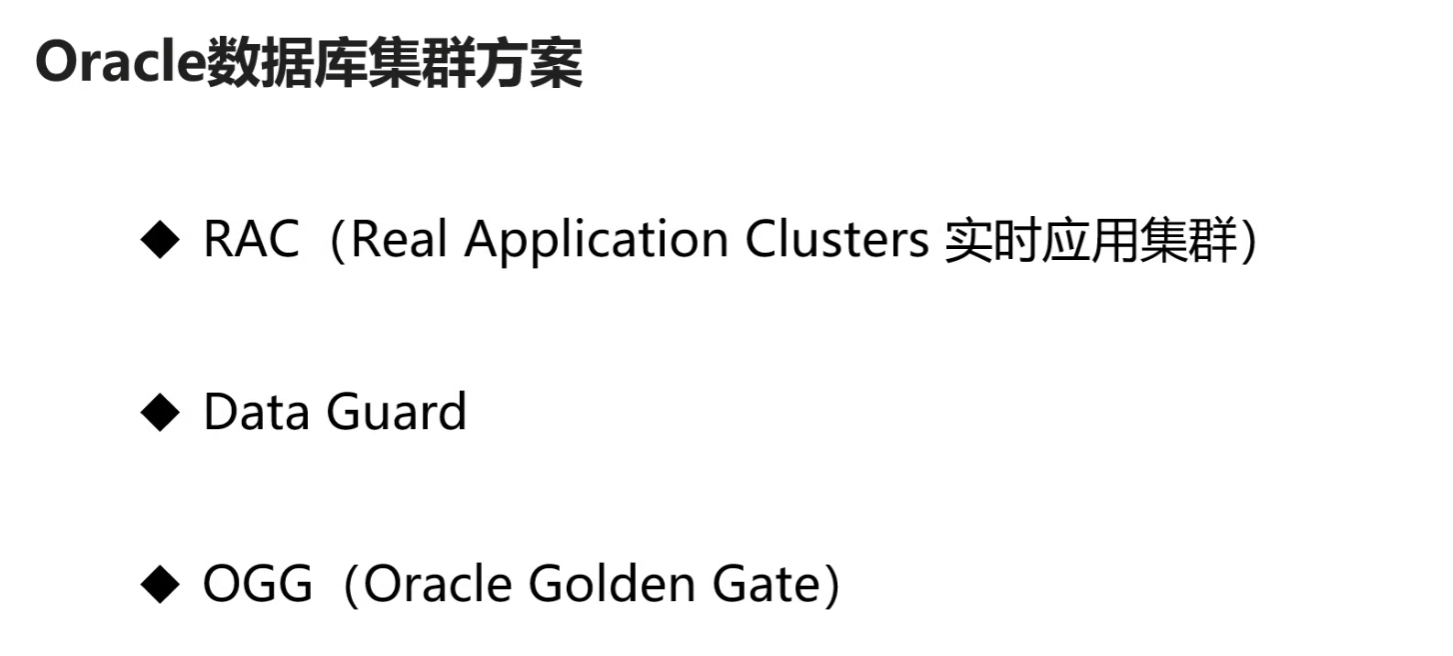 Oracle数据库集群方案
◆ RAC（Real Application Clusters 实时应用集群）
◆ Data Guard
◆ OGG（Oracle Golden Gate）